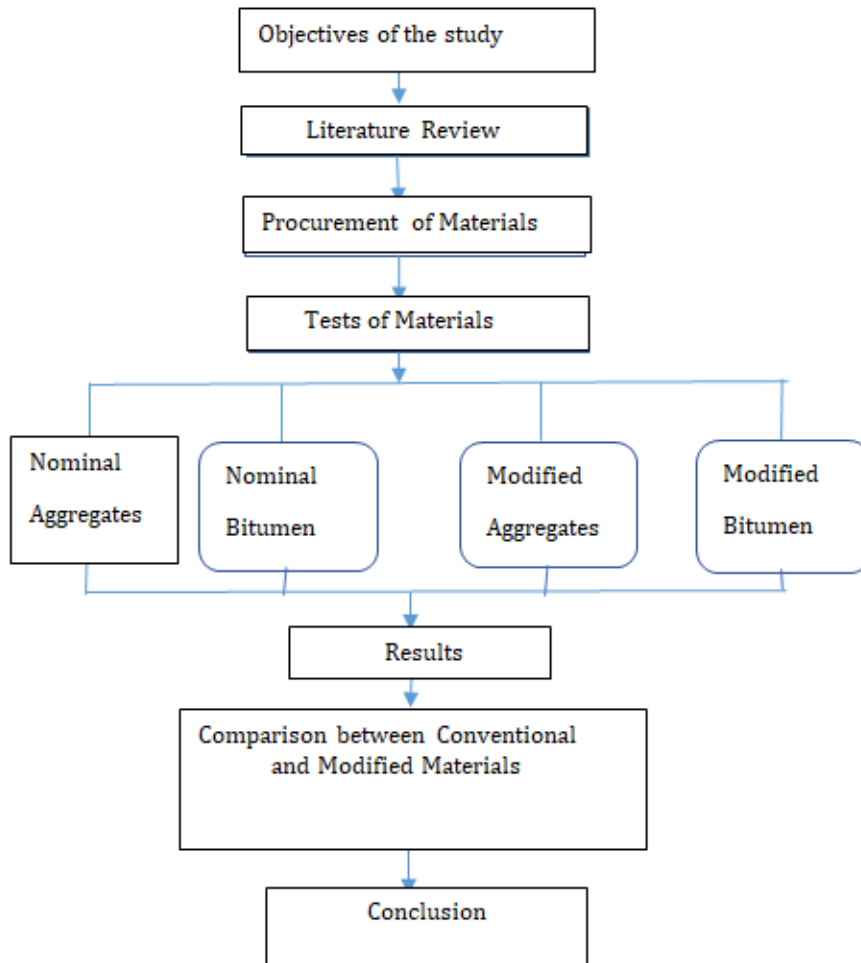 Objectives of the study
Literature Review
Procurement of Materials
Tests of Materials
Nominal
Aggregates
Nominal
Bitumen
Modified
Aggregates
Modified
Bitumen
Results
Comparison between Conventional
and Modified Materials
Conclusion